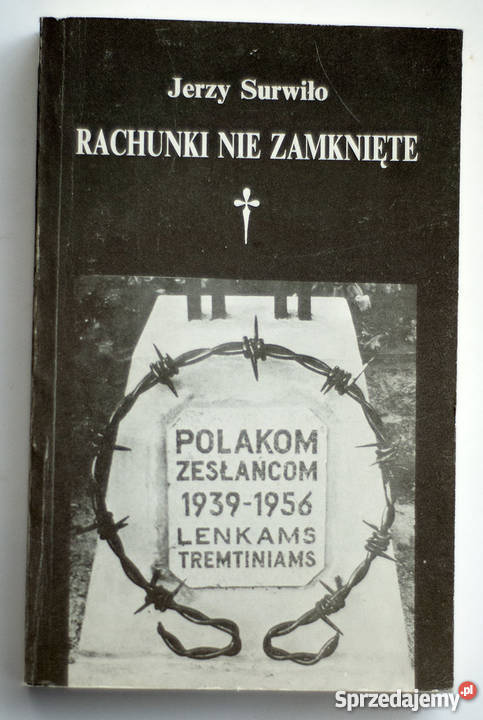 Jerzy Surwiło
RACHUNKI NIE ZAMKNIĘTE
POLAKOM
ZESŁAŃCOM
1939-1956
LENKAMS
TREMTINIAMS
Sprzedajemy.pl